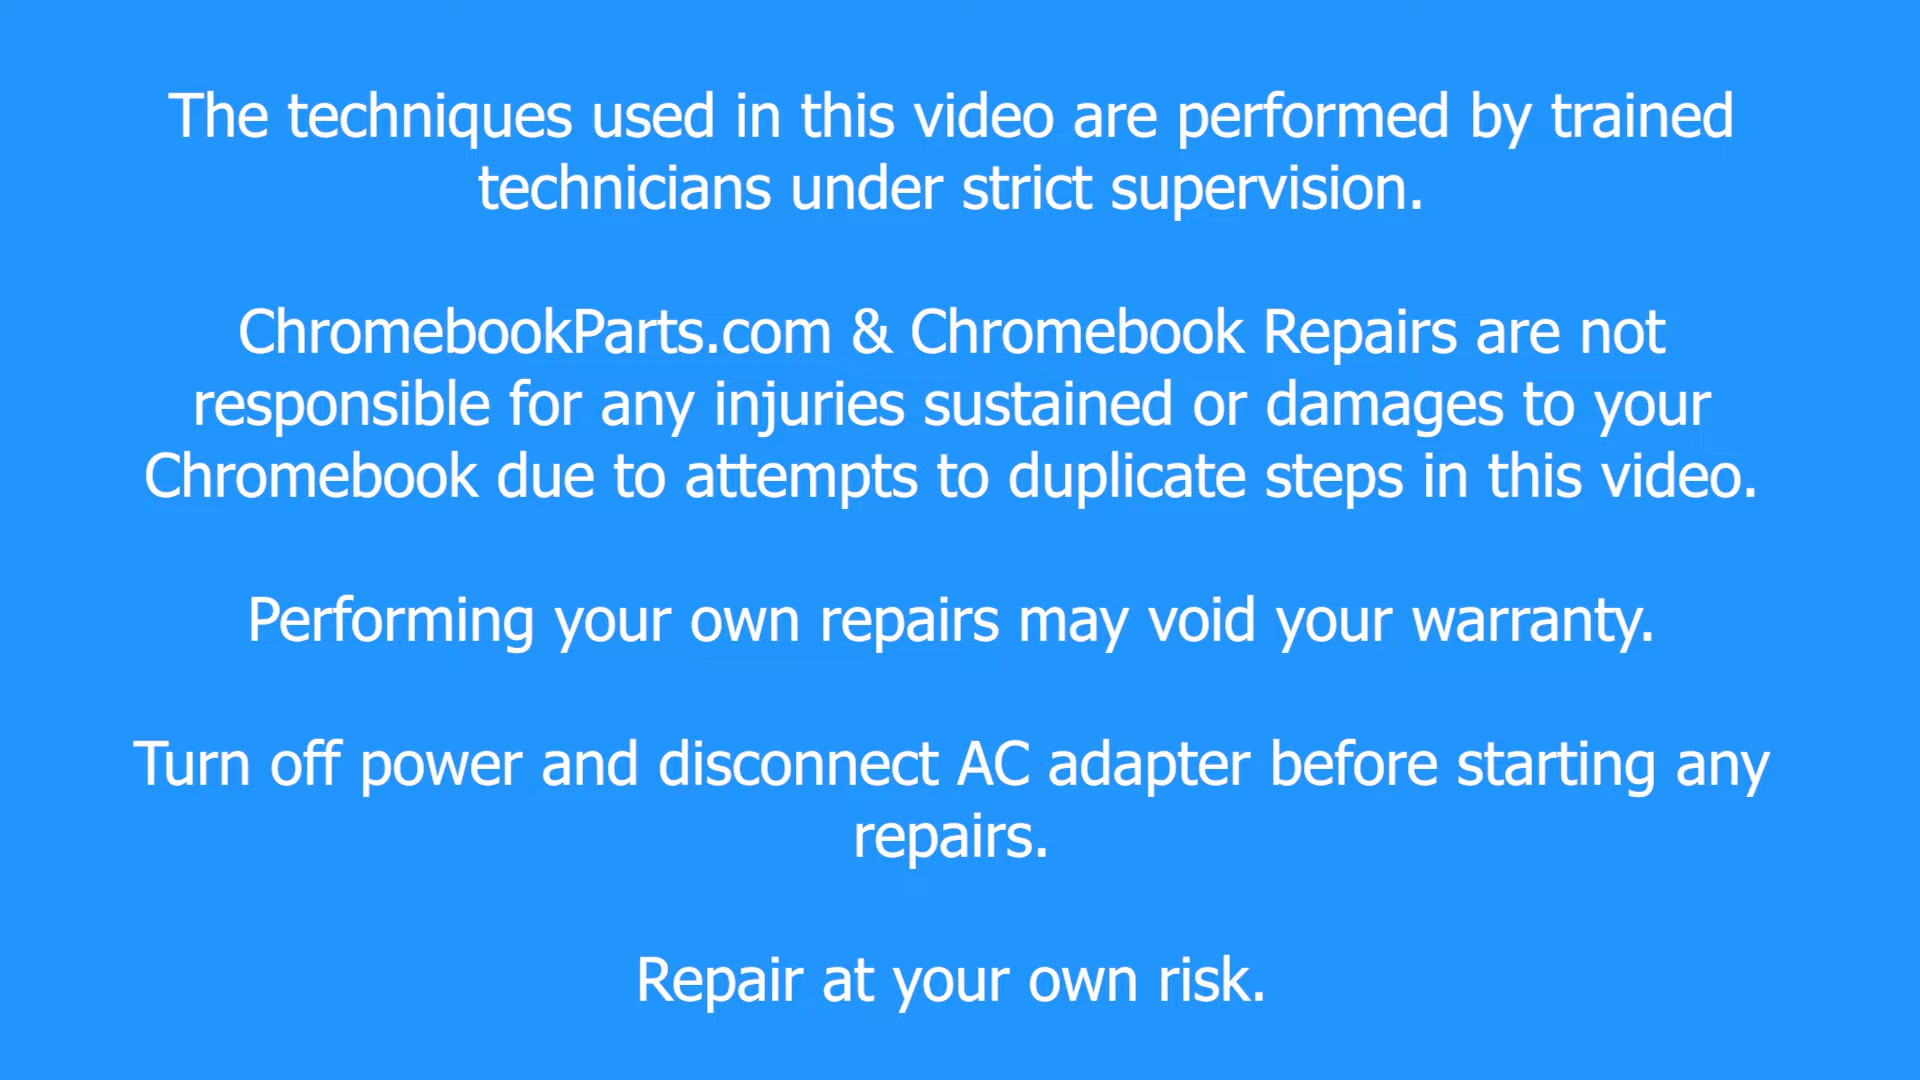 The techniques used in this video are performed by trained
technicians under strict supervision.
ChromebookParts.com & Chromebook Repairs are not
responsible for any injuries sustained or damages to your
Chromebook due to attempts to duplicate steps in this video.
Performing your own repairs may void your warranty.
Turn off power and disconnect AC adapter before starting any
repairs.
Repair at your own risk.